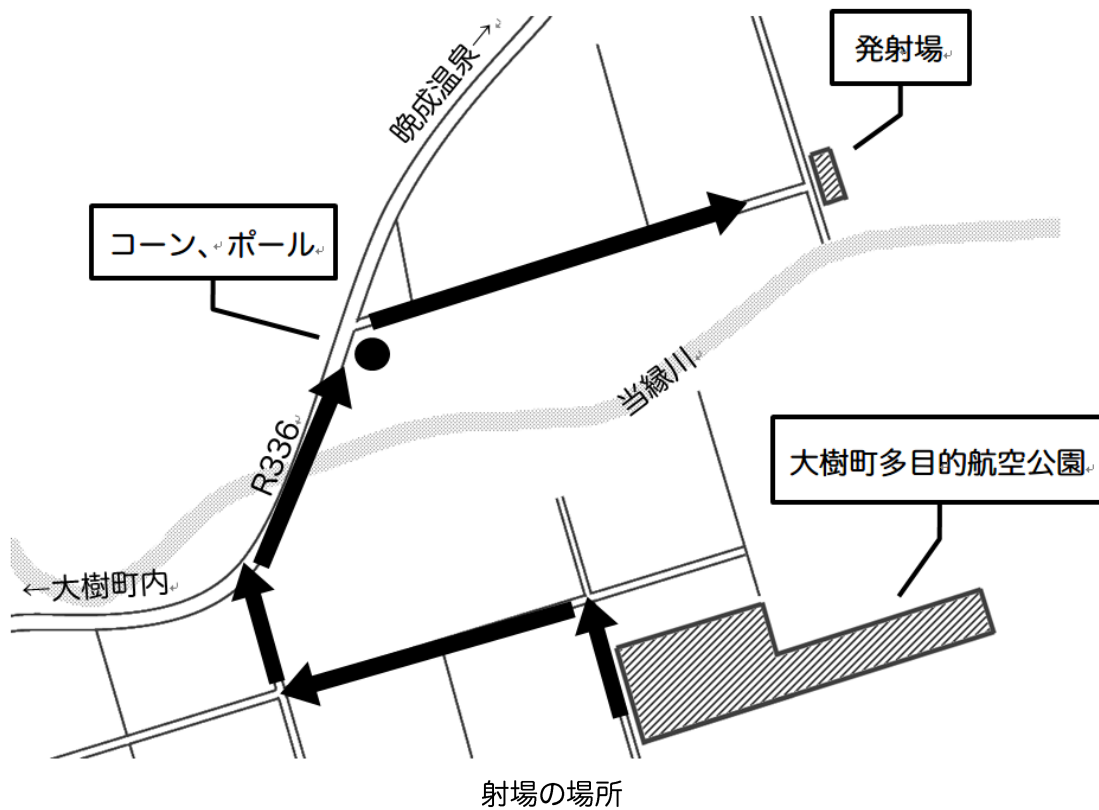 発射場
晩成温泉→
コーン、ポール
当縁川
R336
大樹町多目的航空公園
←大樹町内
射場の場所